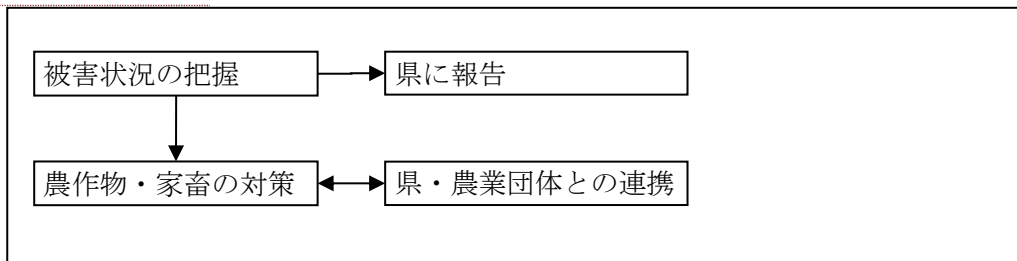 被害状況の把握
県に報告
農作物・家畜の対策
県・農業団体との連携